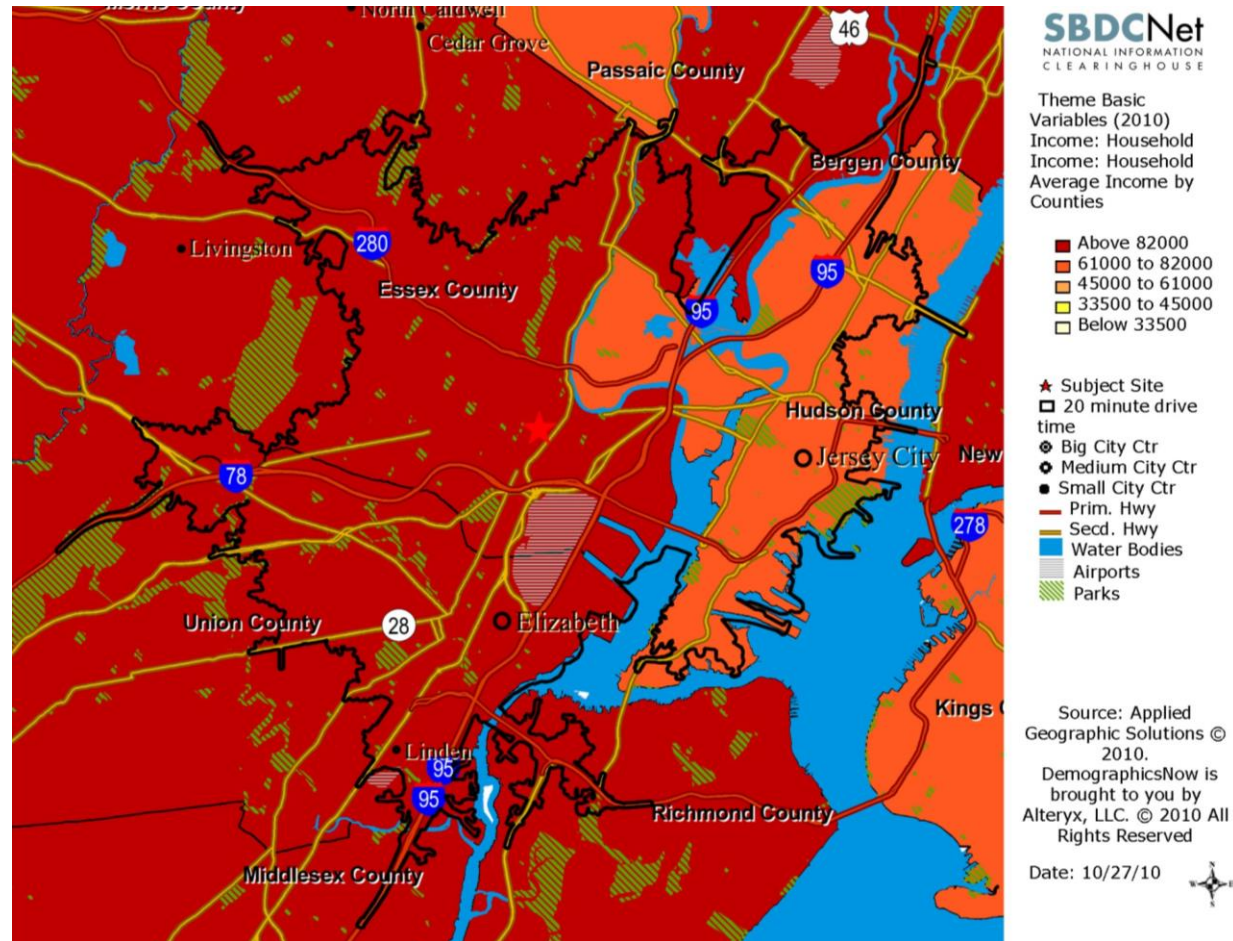 Morris County
North Caldwell
Cedar Grove
46
Passaic County
Bergen County
Livingston
280
Essex County
95
95
Hudson County
Jersey City
New
78
278
Union County
28
Elizabeth
Kings C
Linden
95
95
Richmond County
Middlesex County
SBDCNet
NATIONAL INFORMATION
CLEARINGHOUSE
Theme Basic
Variables (2010)
Income: Household
Income: Household
Average Income by
Counties
Above 82000
61000 to 82000
45000 to 61000
33500 to 45000
Below 33500
Subject Site
20 minute drive
time
Big City Ctr
Medium City Ctr
Small City Ctr
Prim. Hwy
Secd. Hwy
Water Bodies
Airports
Parks
Source: Applied
Geographic Solutions ©
2010.
DemographicsNow is
brought to you by
Alteryx, LLC. © 2010 All
Rights Reserved
Date: 10/27/10
N
W E
S